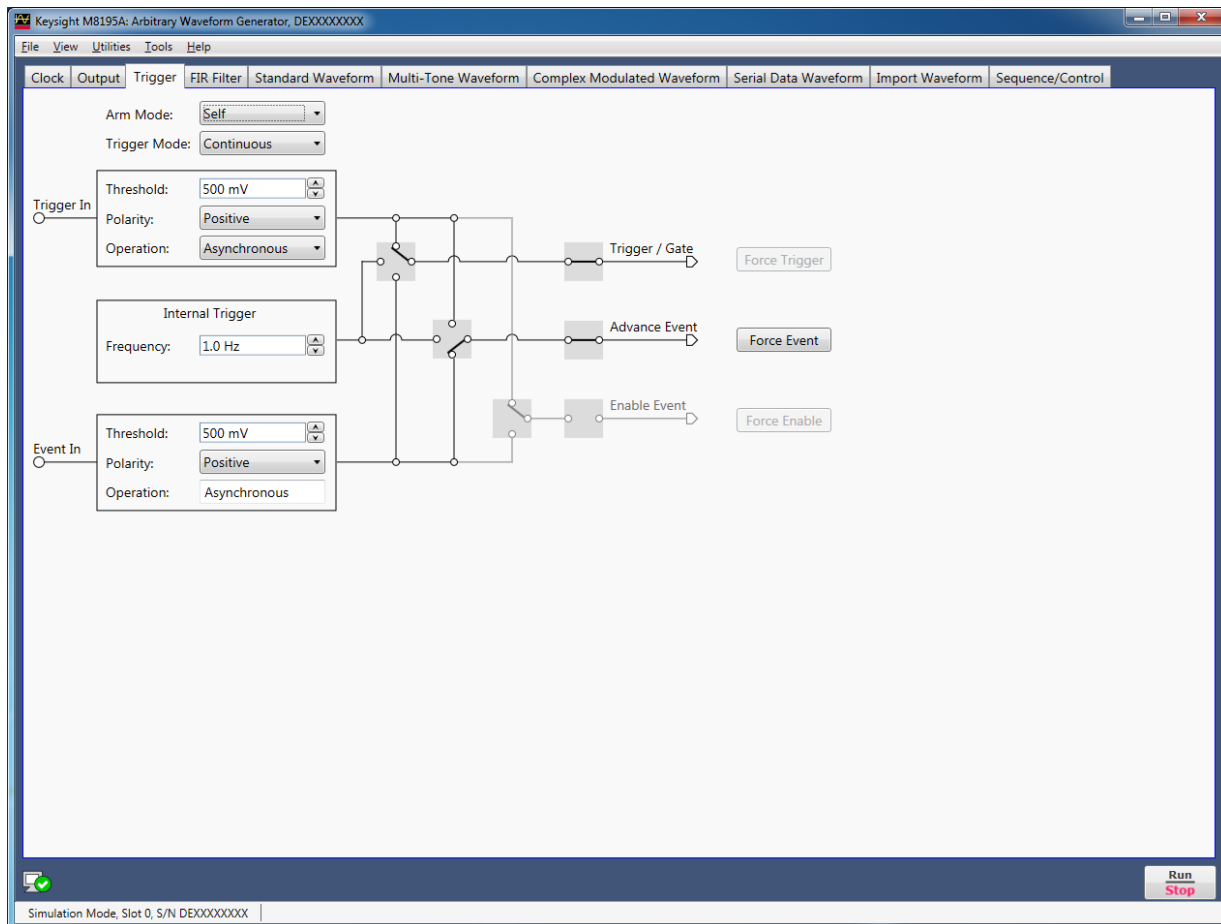 Keysight M8195A: Arbitrary Waveform Generator, DEXXXXXXXX
File View Utilities Tools Help
Clock Output Trigger FIR Filter Standard Waveform Multi-Tone Waveform Complex Modulated Waveform Serial Data Waveform Import Waveform Sequence/Control
Arm Mode: Self
Trigger Mode: Continuous
Trigger In
Threshold: 500 mV
Polarity: Positive
Operation: Asynchronous
Trigger / Gate
Force Trigger
Internal Trigger
Frequency: 1.0 Hz
Advance Event
Force Event
Enable Event
Force Enable
Event In
Threshold: 500 mV
Polarity: Positive
Operation: Asynchronous
Run
Stop
Simulation Mode, Slot 0, S/N DEXXXXXXXX